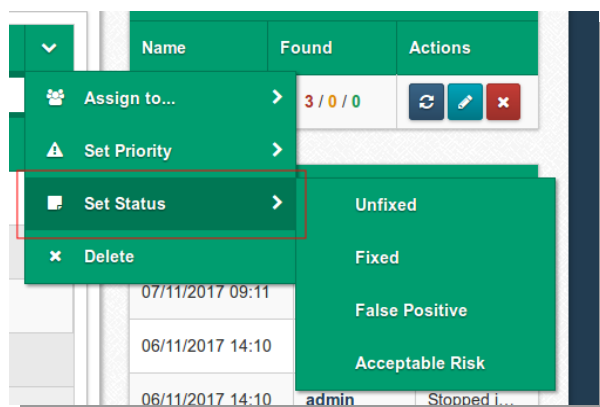 Name Found Actions
Assign to... 3 / 0 / 0
Set Priority
Set Status
Unfixed
Delete
Fixed
07/11/2017 09:11
False Positive
06/11/2017 14:10
Acceptable Risk
06/11/2017 14:10 admin Stopped i...